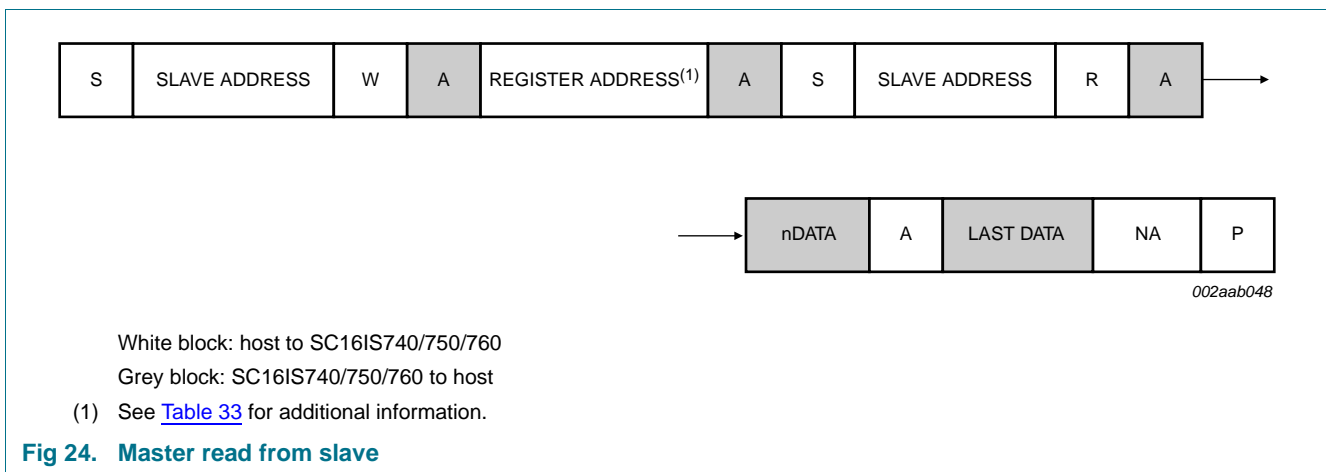 S SLAVE ADDRESS W A REGISTER ADDRESS(1) A S SLAVE ADDRESS R A
nDATA A LAST DATA NA P
002aab048
White block: host to SC16IS740/750/760
Grey block: SC16IS740/750/760 to host
(1) See Table 33 for additional information.
Fig 24. Master read from slave